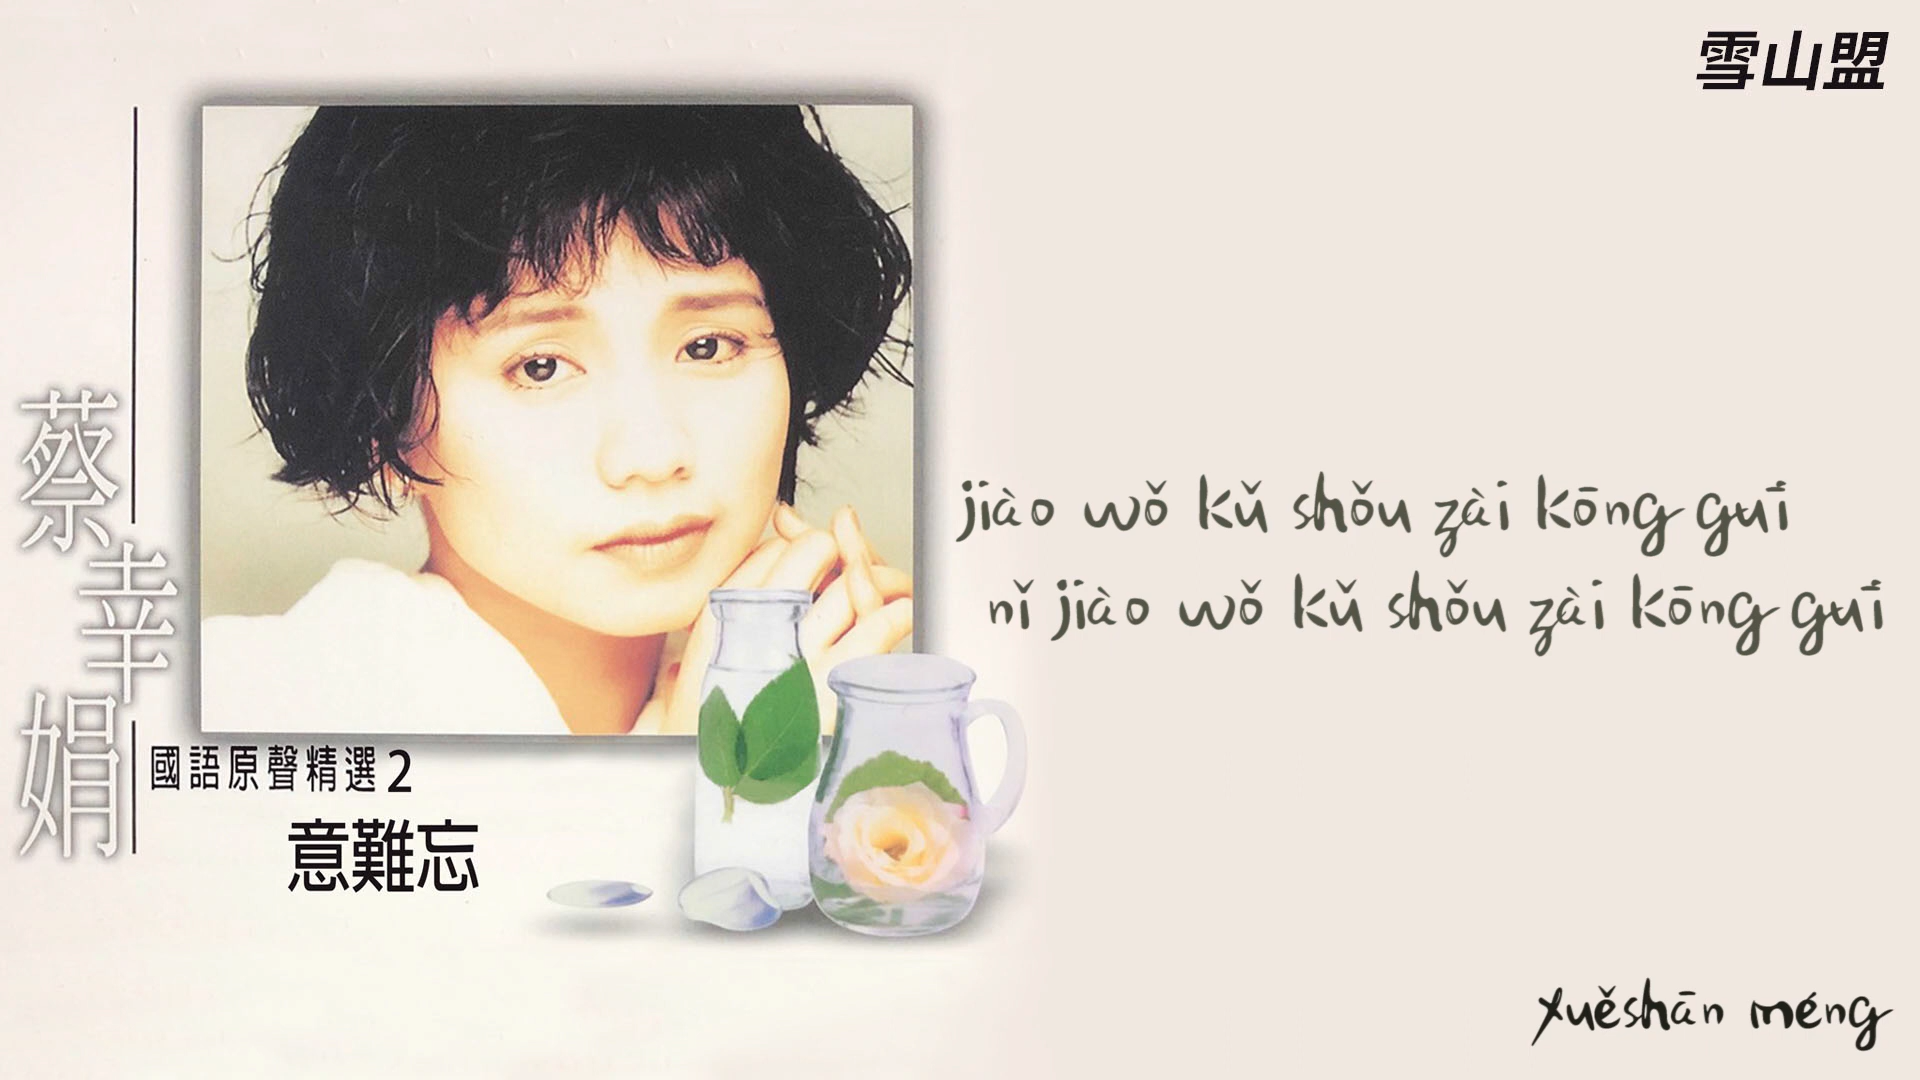 雪山盟
蔡幸娟
國語原聲精選2
意難忘
jiào wǒ kǔ shǒu zài kōng guī
nǐ jiào wǒ kǔ shǒu zài kōng guī
xuěshān méng